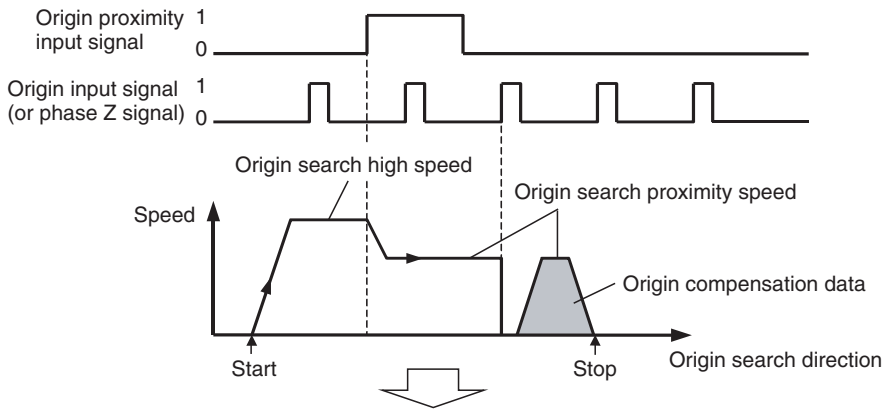 Origin proximity
input signal
1
0
Origin input signal
(or phase Z signal)
1
0
Origin search high speed
Origin search proximity speed
Speed
Origin compensation data
Start
Stop
Origin search direction